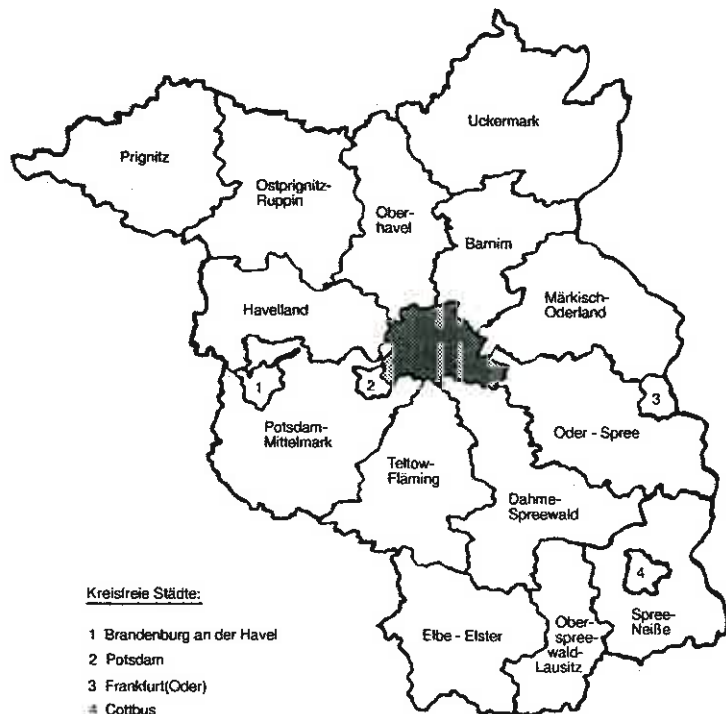 Uckermark
Prignitz
Ostprignitz-
Ruppin
Ober-
havel
Barnim
Havelland
Märkisch-
Oderland
1
2
3
Potsdam-
Mittelmark
Oder - Spree
Teltow-
Fläming
Dahme-
Spreewald
4
Spree-
Neiße
Elbe - Elster
Ober-
spree-
wald-
Lausitz
Kreisfreie Städte:
1 Brandenburg an der Havel
2 Potsdam
3 Frankfurt(Oder)
4 Cottbus